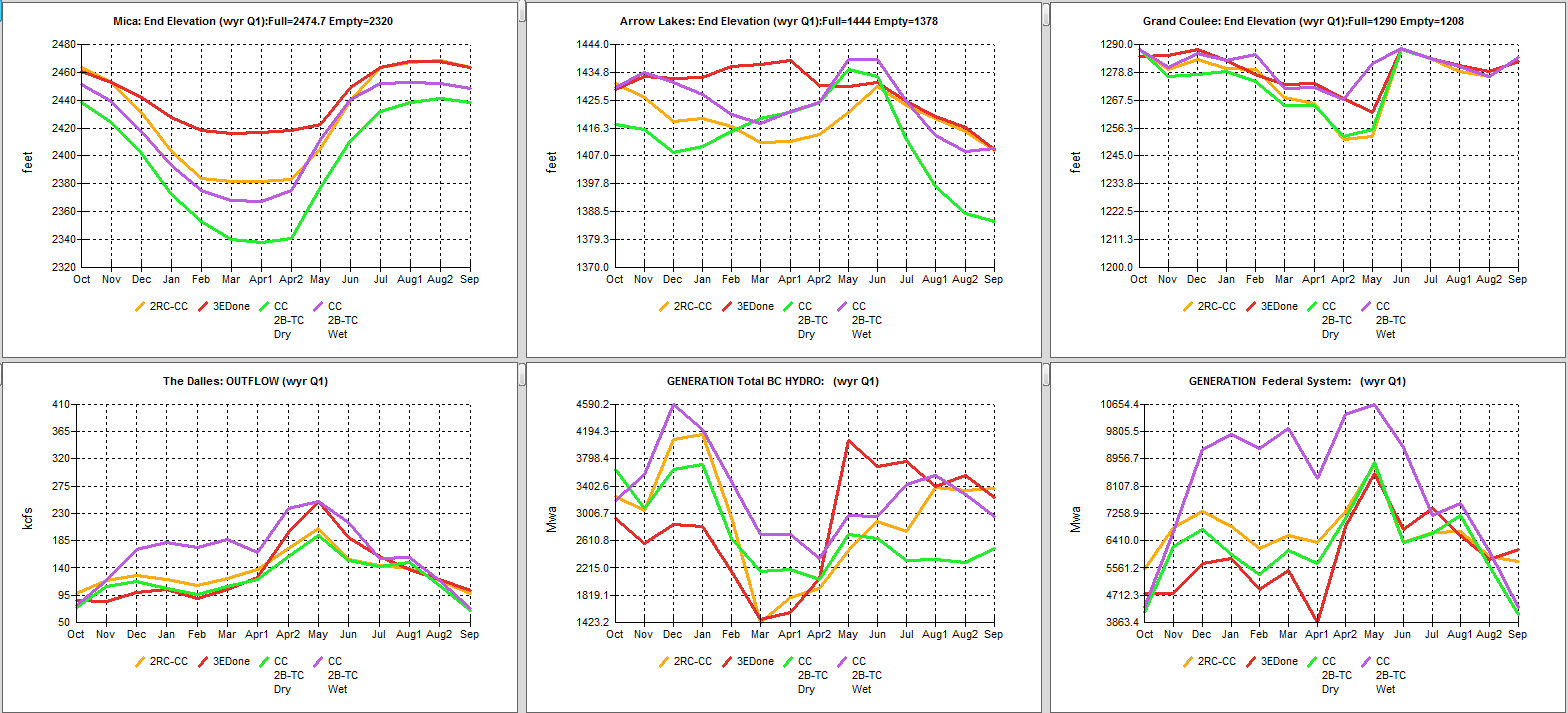 Mica: End Elevation (wyr Q1):Full=2474.7 Empty=2320
2480
2460
2440
2420
2400
2380
2360
2340
2320
feet
Oct Nov Dec Jan Feb Mar Apr1 Apr2 May Jun Jul Aug1 Aug2 Sep
2RC-CC 3EDone CC CC
2B-TC 2B-TC
Dry Wet
Arrow Lakes: End Elevation (wyr Q1):Full=1444 Empty=1378
1444.0
1434.8
1425.5
1416.3
1407.0
1397.8
1388.5
1379.3
1370.0
feet
Oct Nov Dec Jan Feb Mar Apr1 Apr2 May Jun Jul Aug1 Aug2 Sep
2RC-CC 3EDone CC CC
2B-TC 2B-TC
Dry Wet
Grand Coulee: End Elevation (wyr Q1):Full=1290 Empty=1208
1290.0
1278.8
1267.5
1256.3
1245.0
1233.8
1222.5
1211.3
1200.0
feet
Oct Nov Dec Jan Feb Mar Apr1 Apr2 May Jun Jul Aug1 Aug2 Sep
2RC-CC 3EDone CC CC
2B-TC 2B-TC
Dry Wet
The Dalles: OUTFLOW (wyr Q1)
410
365
320
275
230
185
140
95
50
kcfs
Oct Nov Dec Jan Feb Mar Apr1 Apr2 May Jun Jul Aug1 Aug2 Sep
2RC-CC 3EDone CC CC
2B-TC 2B-TC
Dry Wet
GENERATION Total BC HYDRO: (wyr Q1)
4590.2
4194.3
3798.4
3402.6
3006.7
2610.8
2215.0
1819.1
1423.2
Mwa
Oct Nov Dec Jan Feb Mar Apr1 Apr2 May Jun Jul Aug1 Aug2 Sep
2RC-CC 3EDone CC CC
2B-TC 2B-TC
Dry Wet
GENERATION Federal System: (wyr Q1)
10654.4
9805.5
8956.7
8107.8
7258.9
6410.0
5561.2
4712.3
3863.4
Mwa
Oct Nov Dec Jan Feb Mar Apr1 Apr2 May Jun Jul Aug1 Aug2 Sep
2RC-CC 3EDone CC CC
2B-TC 2B-TC
Dry Wet